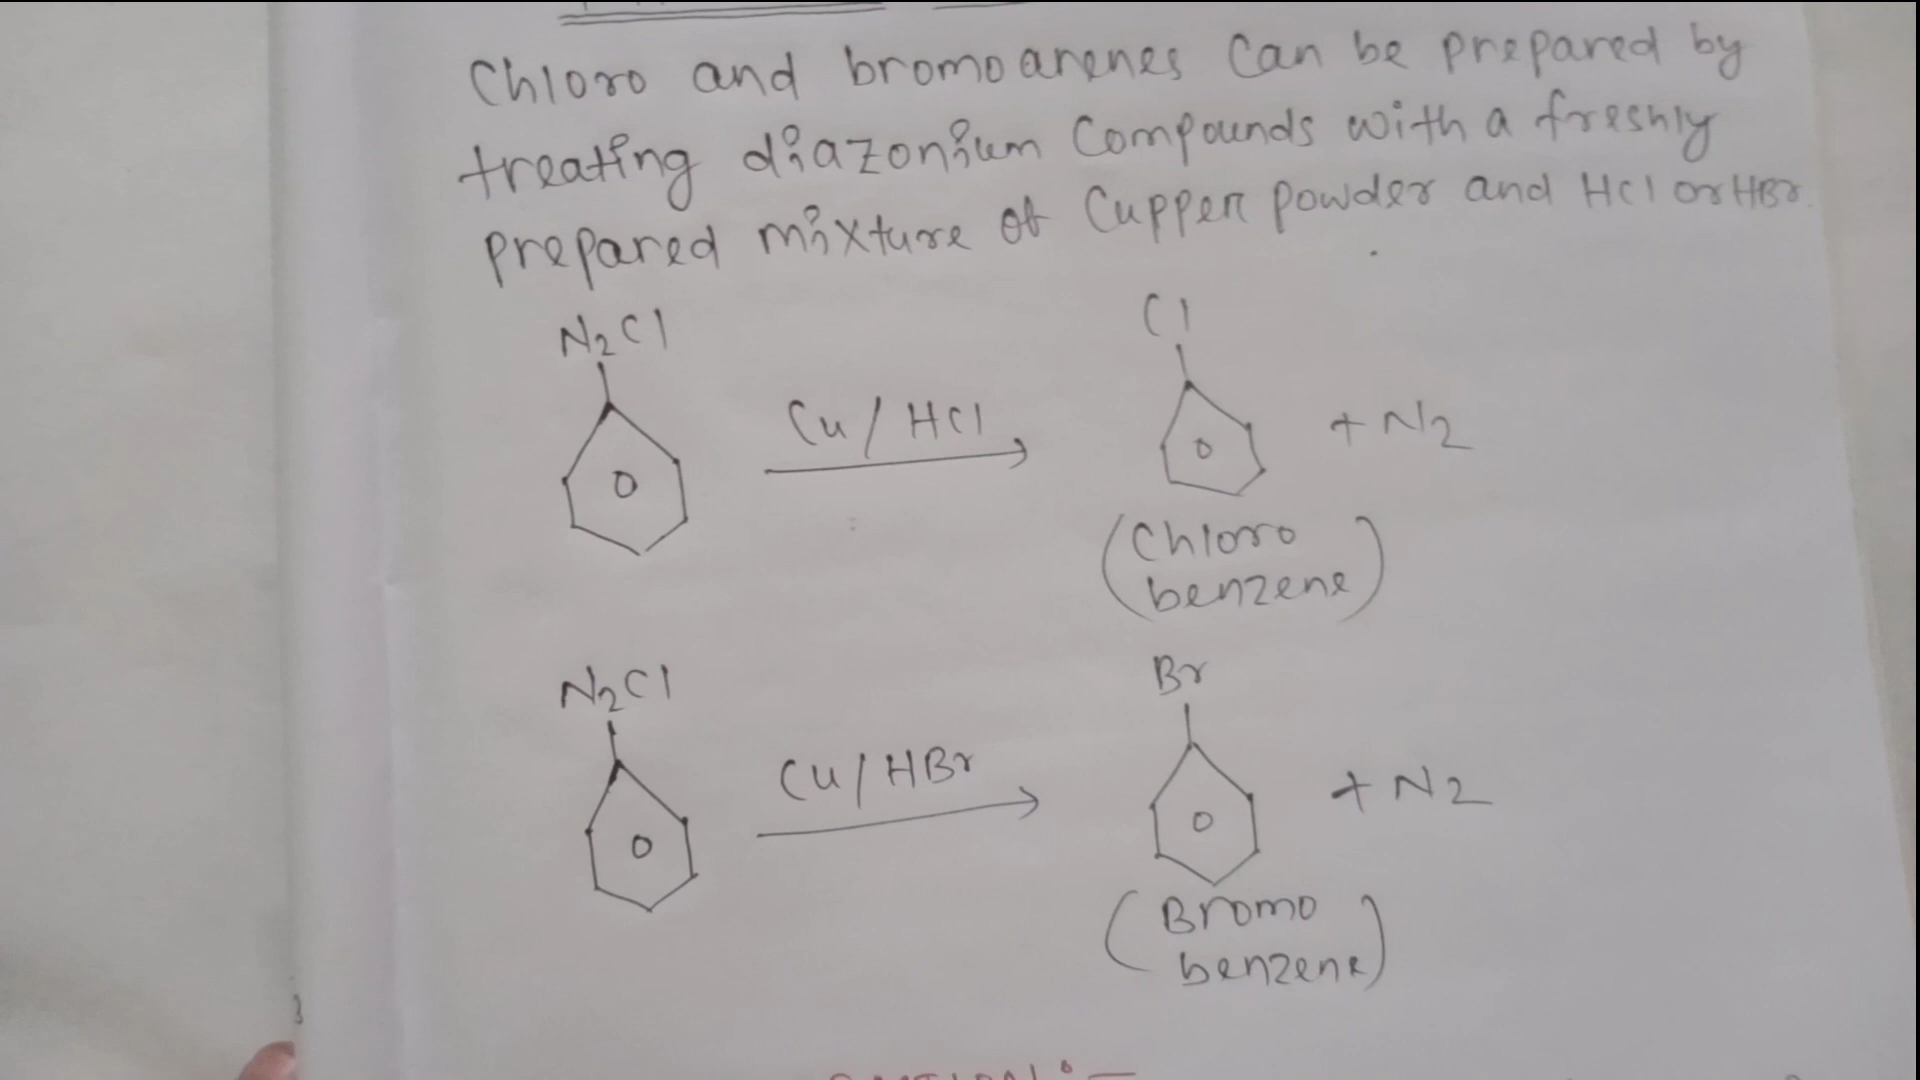 Chloro and bromoarenes can be prepared by
treating diazonium compounds with a freshly
prepared mixture of Cupper powder and HCl or HBr.
N2Cl
Cu / HCl
Cl
+ N2
(Chloro
benzene)
N2Cl
Cu / HBr
Br
+ N2
(Bromo
benzene)